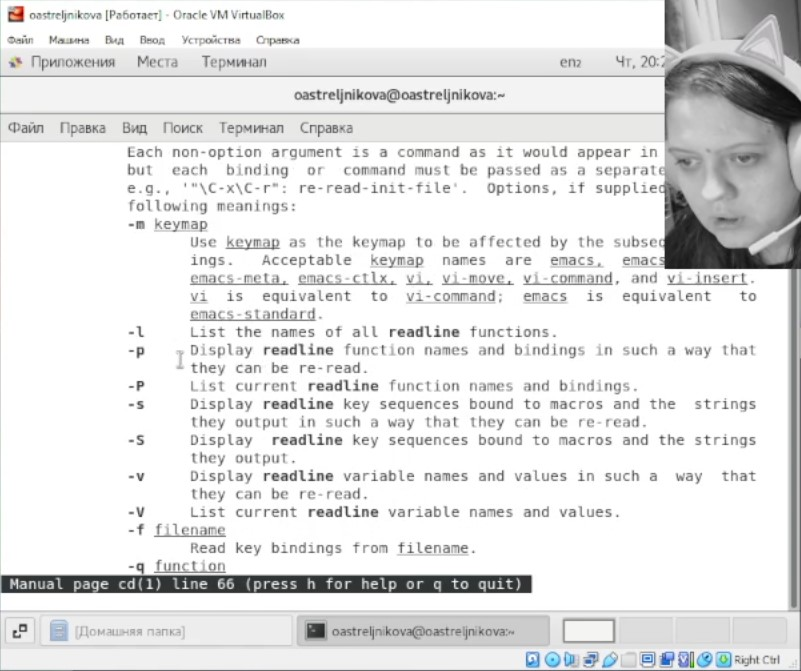 oastreljnikova [Работает] - Oracle VM VirtualBox
Файл Машина Вид Ввод Устройства Справка
Приложения Места Терминал en₂ Чт, 20:2
oastreljnikova@oastreljnikova:~
Файл Правка Вид Поиск Терминал Справка
Each non-option argument is a command as it would appear in
but each binding or command must be passed as a separate
e.g., '"\C-x\C-r": re-read-init-file'. Options, if supplied
following meanings:
-m keymap
Use keymap as the keymap to be affected by the subseq
ings. Acceptable keymap names are emacs, emacs
emacs-meta, emacs-ctlx, vi, vi-move, vi-command, and vi-insert.
vi is equivalent to vi-command; emacs is equivalent to
emacs-standard.
-l List the names of all readline functions.
-p Display readline function names and bindings in such a way that
they can be re-read.
-P List current readline function names and bindings.
-s Display readline key sequences bound to macros and the strings
they output in such a way that they can be re-read.
-S Display readline key sequences bound to macros and the strings
they output.
-v Display readline variable names and values in such a way that
they can be re-read.
-V List current readline variable names and values.
-f filename
Read key bindings from filename.
-q function
Manual page cd(1) line 66 (press h for help or q to quit)
[Домашняя папка] oastreljnikova@oastreljnikova:~
Right Ctrl